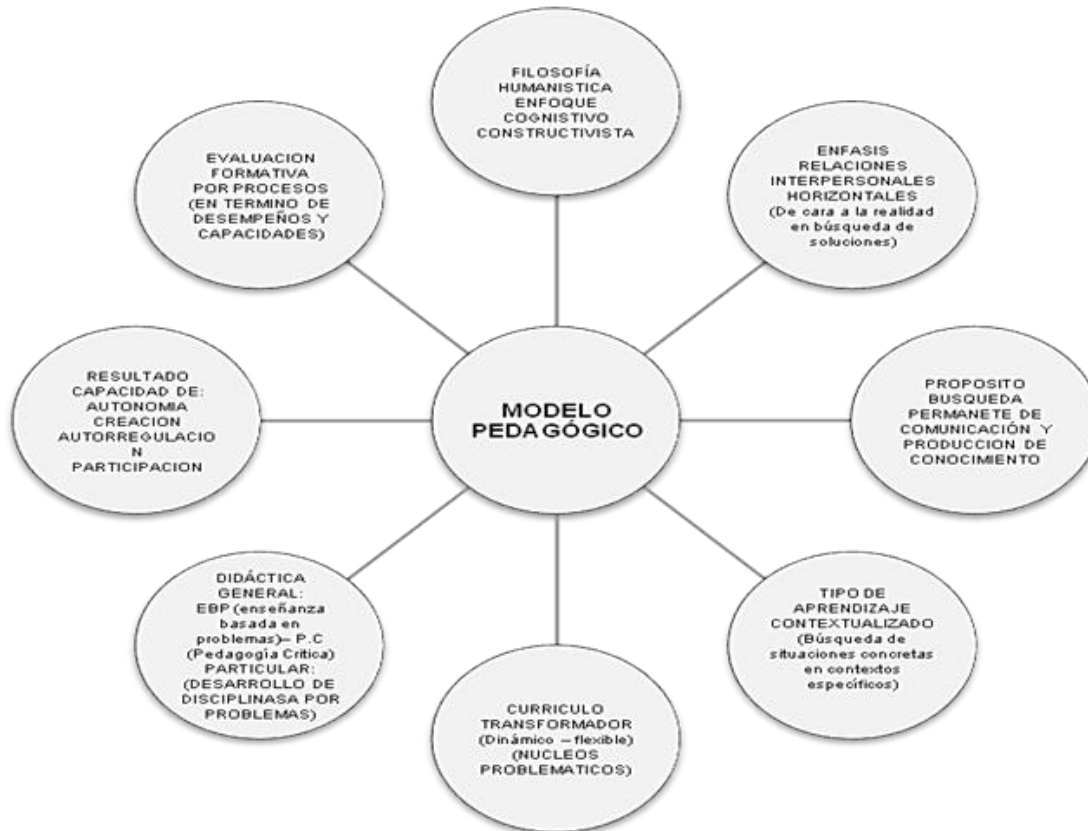 FILOSOFÍA
HUMANISTICA
ENFOQUE
COGNISTIVO
CONSTRUCTIVISTA
ENFASIS
RELACIONES
INTERPERSONALES
HORIZONTALES
(De cara a la realidad
en búsqueda de
soluciones)
PROPOSITO
BUSQUEDA
PERMANETE DE
COMUNICACIÓN Y
PRODUCCION DE
CONOCIMIENTO
TIPO DE
APRENDIZAJE
CONTEXTUALIZADO
(Búsqueda de
situaciones concretas
en contextos
específicos)
CURRICULO
TRANSFORMADOR
(Dinámico – flexible)
(NUCLEOS
PROBLEMATICOS)
DIDÁCTICA
GENERAL:
EBP (enseñanza
basada en
problemas)– P.C
(Pedagogía Critica)
PARTICULAR:
(DESARROLLO DE
DISCIPLINASA POR
PROBLEMAS)
RESULTADO
CAPACIDAD DE:
AUTONOMIA
CREACION
AUTORREGULACIO
N
PARTICIPACION
EVALUACION
FORMATIVA
POR PROCESOS
(EN TERMINO DE
DESEMPEÑOS Y
CAPACIDADES)
MODELO
PEDAGÓGICO